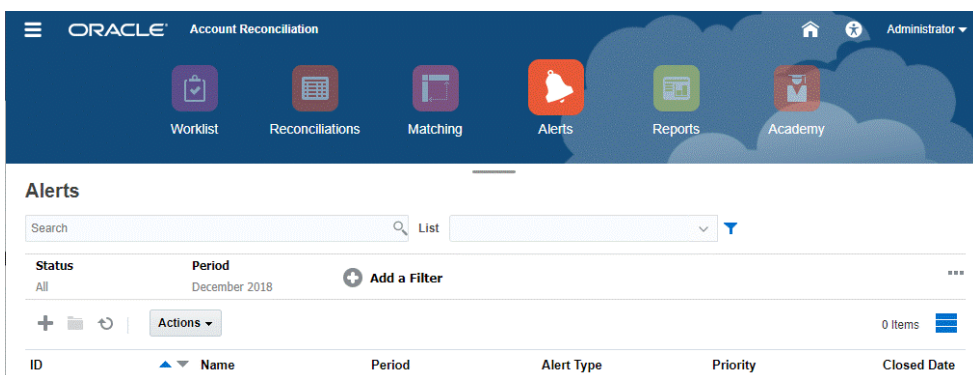 ORACLE Account Reconciliation Administrator
Worklist Reconciliations Matching Alerts Reports Academy
Alerts
Search List
Status Period
All December 2018
Add a Filter
Actions 0 Items
ID Name Period Alert Type Priority Closed Date